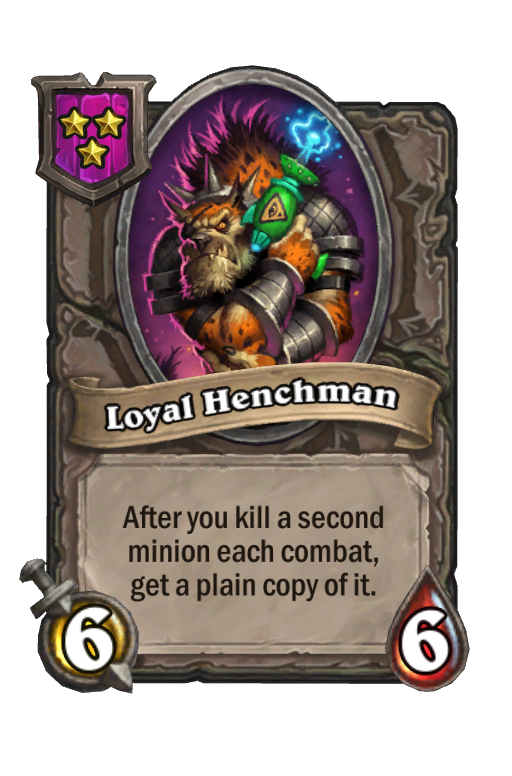 Loyal Henchman
After you kill a second
minion each combat,
get a plain copy of it.
6
6